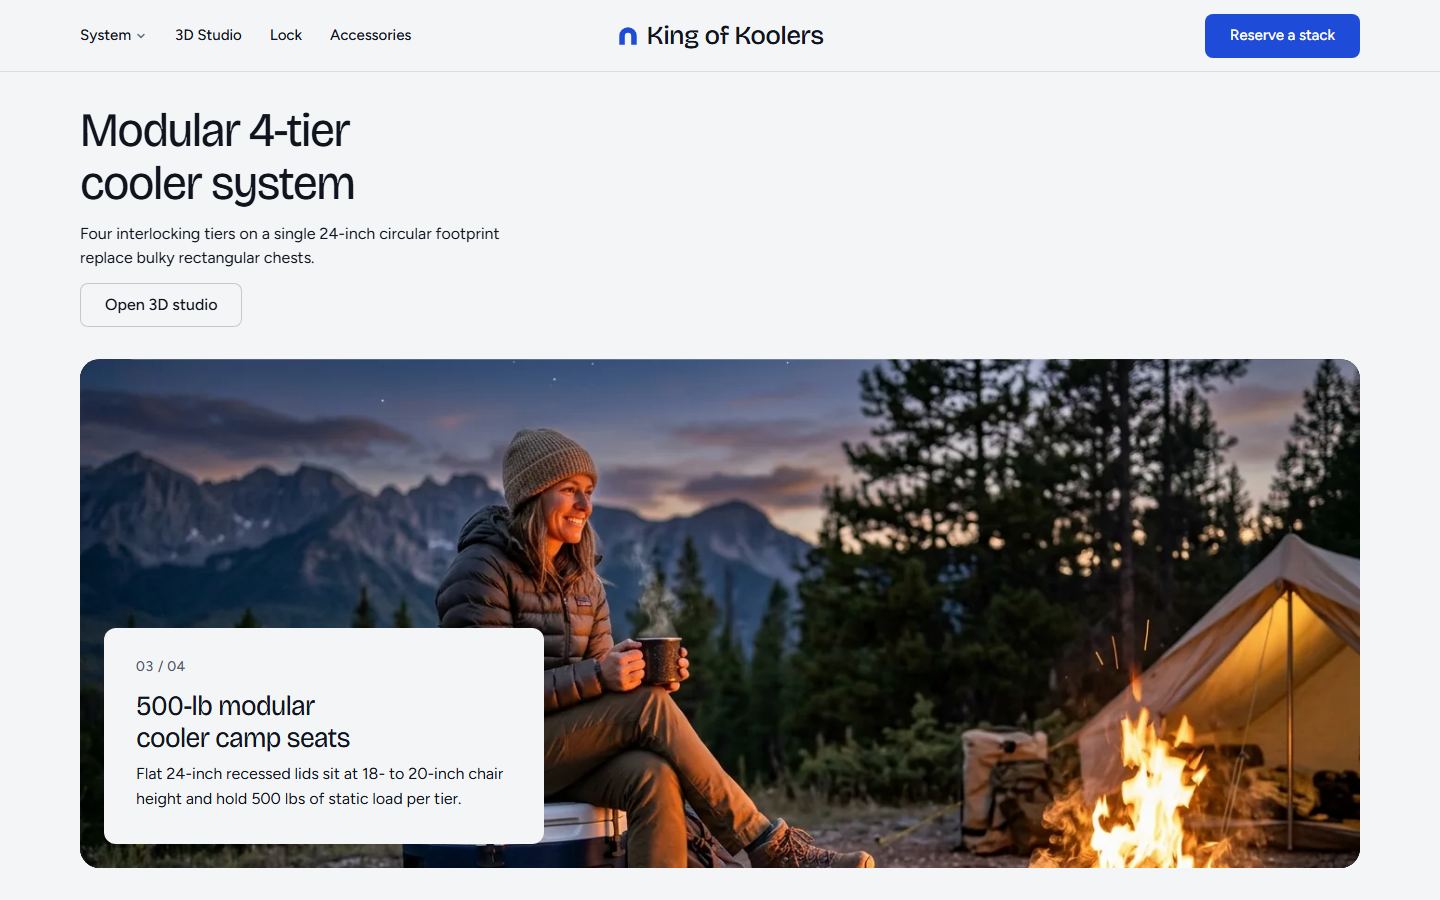 System
3D Studio
Lock
Accessories
King of Koolers
Reserve a stack
Modular 4-tier
cooler system
Four interlocking tiers on a single 24-inch circular footprint
replace bulky rectangular chests.
Open 3D studio
03 / 04
500-lb modular
cooler camp seats
Flat 24-inch recessed lids sit at 18- to 20-inch chair
height and hold 500 lbs of static load per tier.